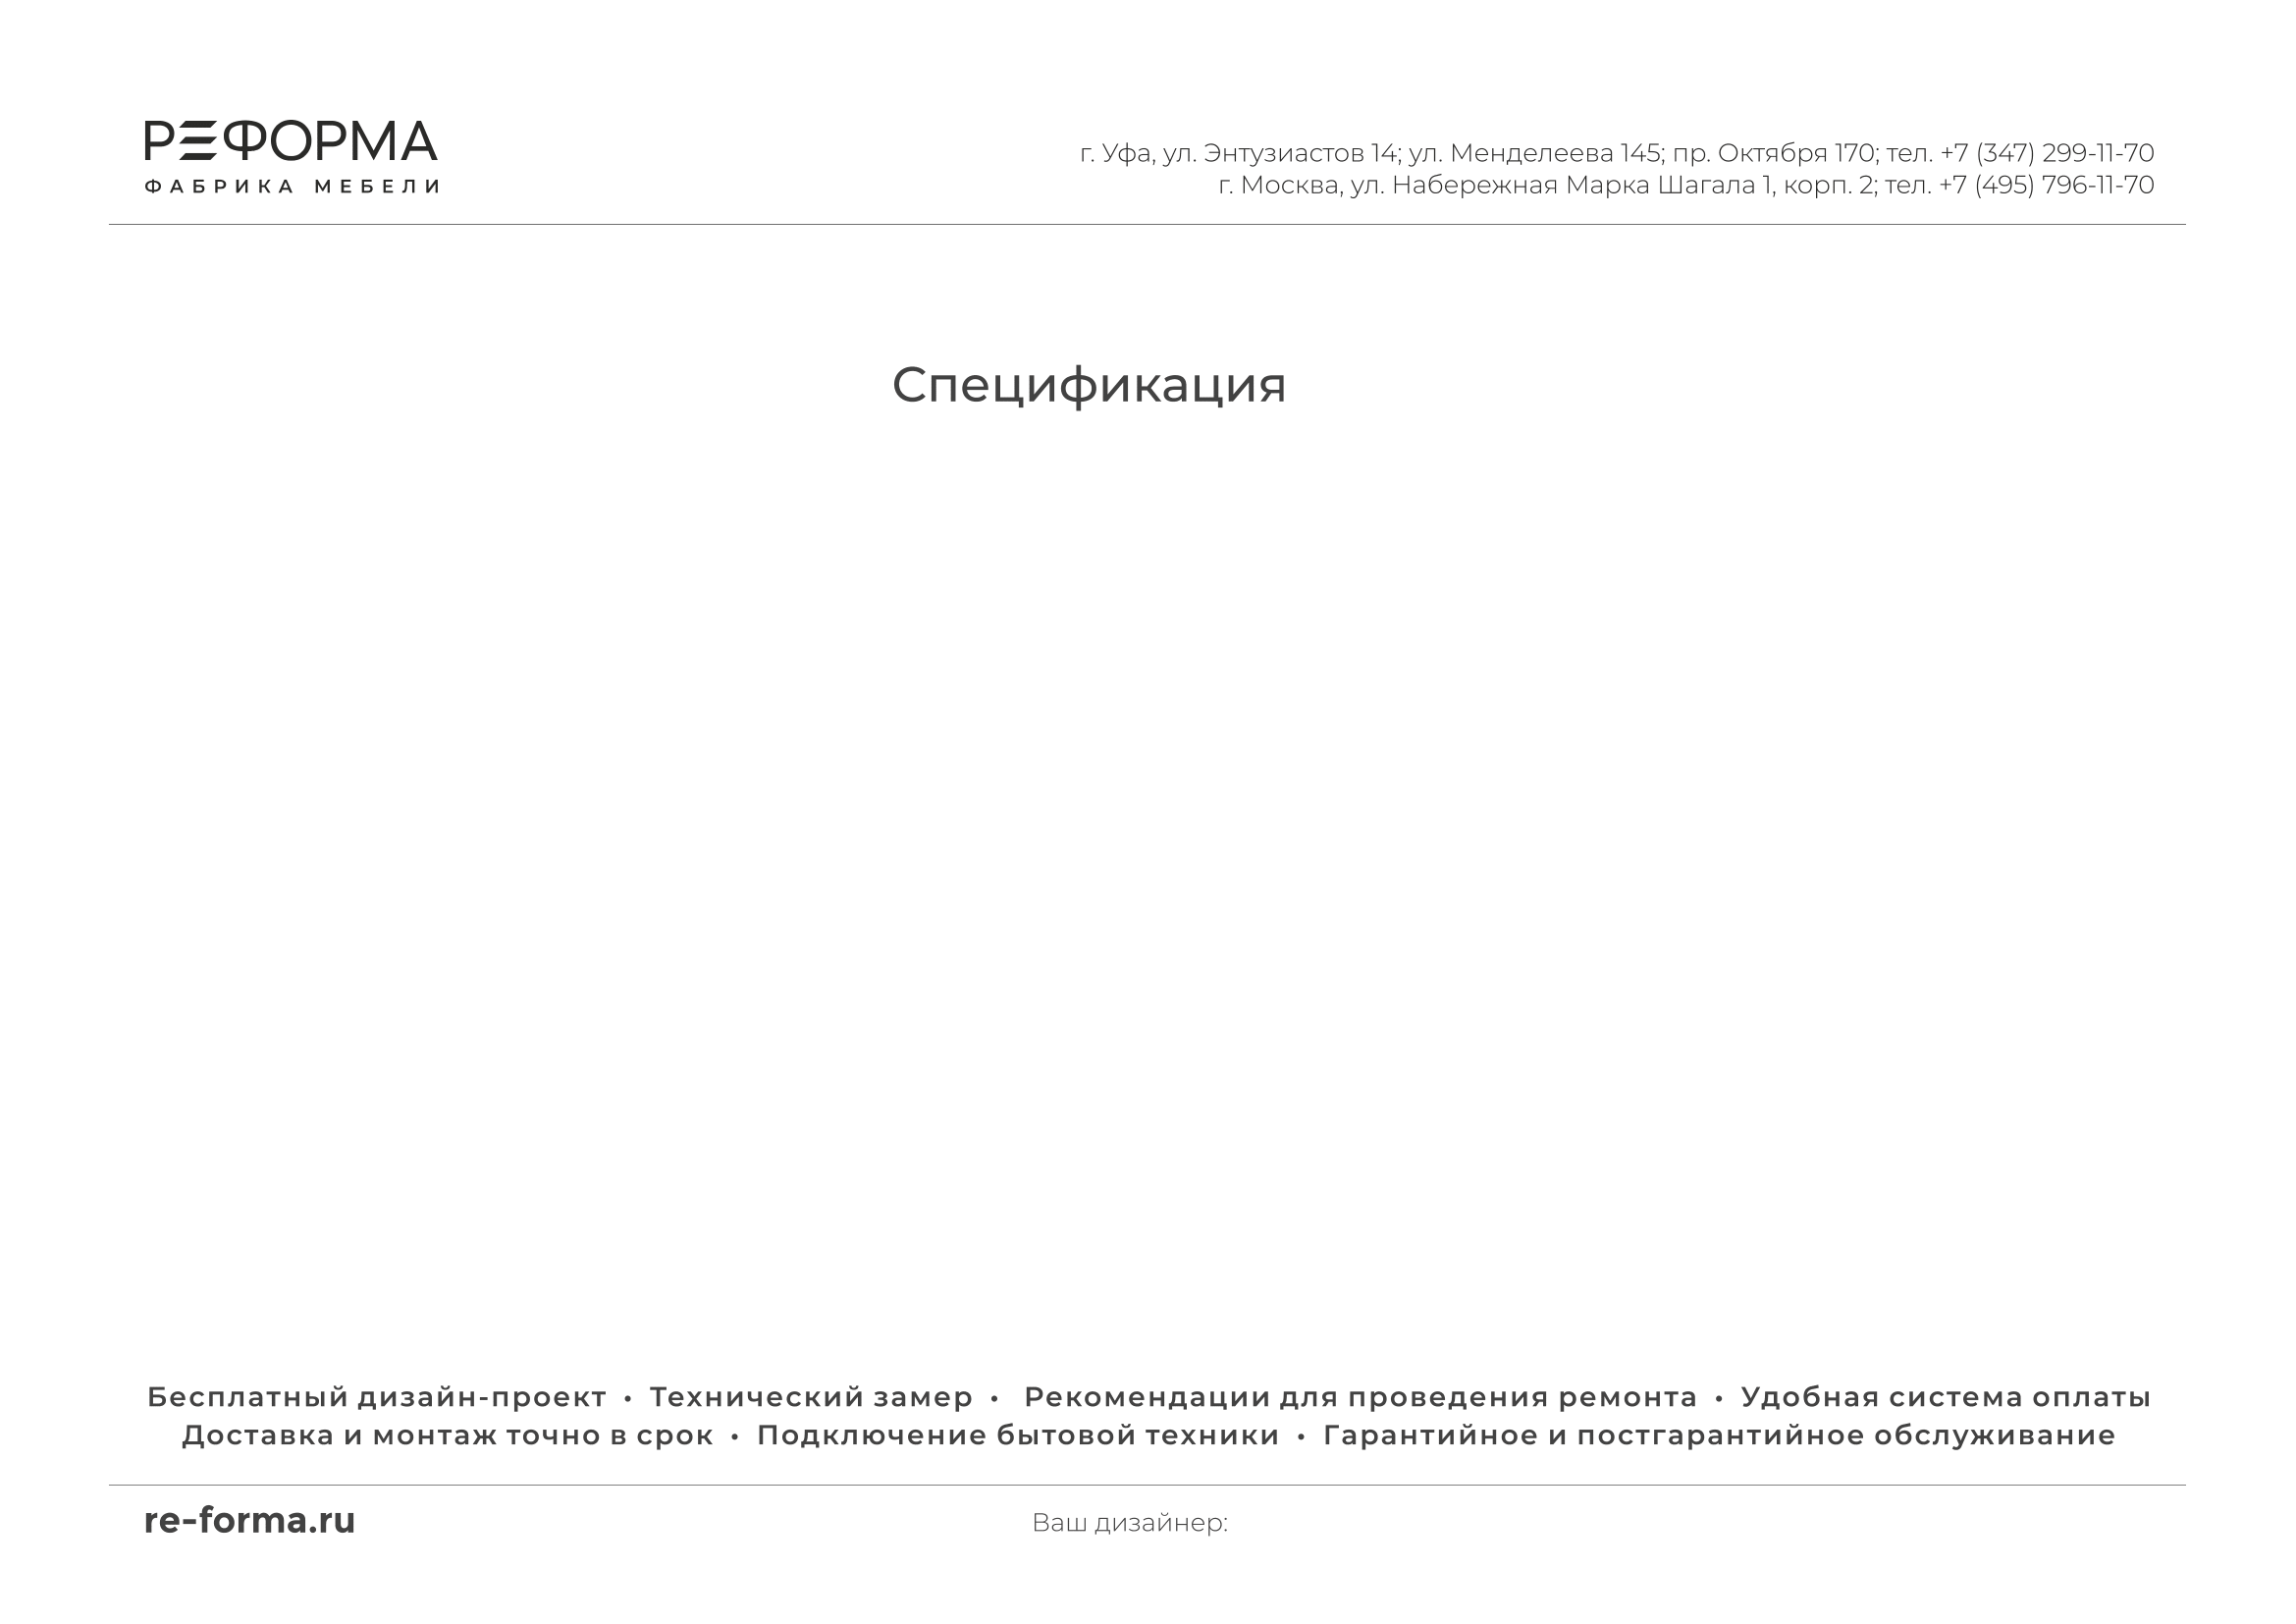 РЕФОРМА
ФАБРИКА МЕБЕЛИ
г. Уфа, ул. Энтузиастов 14; ул. Менделеева 145; пр. Октября 170; тел. +7 (347) 299-11-70
г. Москва, ул. Набережная Марка Шагала 1, корп. 2; тел. +7 (495) 796-11-70
Спецификация
Бесплатный дизайн-проект • Технический замер • Рекомендации для проведения ремонта • Удобная система оплаты
Доставка и монтаж точно в срок • Подключение бытовой техники • Гарантийное и постгарантийное обслуживание
re-forma.ru
Ваш дизайнер: